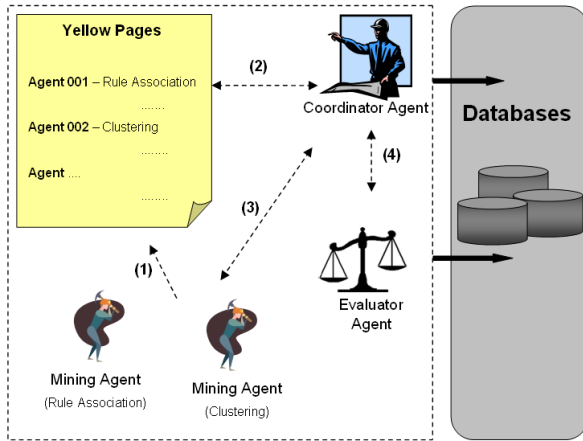 Yellow Pages
Agent 001 – Rule Association
........
Agent 002 – Clustering
........
Agent ....
........
(2)
Coordinator Agent
(4)
(3)
(1)
Evaluator
Agent
Mining Agent
(Rule Association)
Mining Agent
(Clustering)
Databases